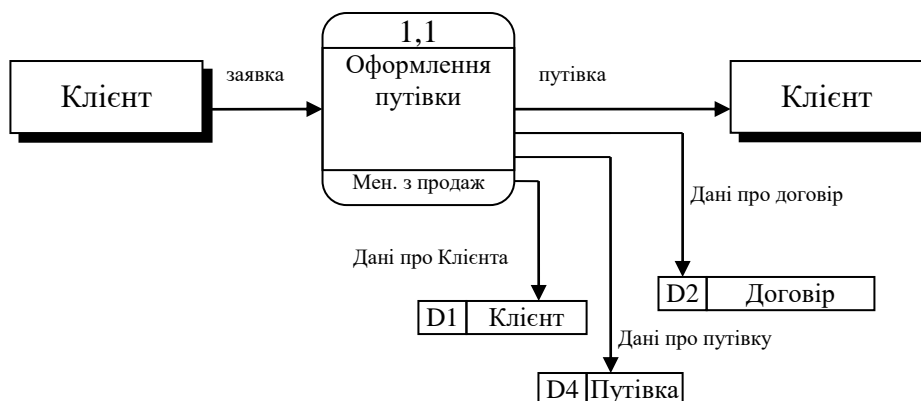 1,1
Оформлення
путівки
Мен. з продаж
Клієнт
заявка
путівка
Клієнт
Дані про договір
Дані про Клієнта
D2 Договір
D1 Клієнт
Дані про путівку
D4 Путівка